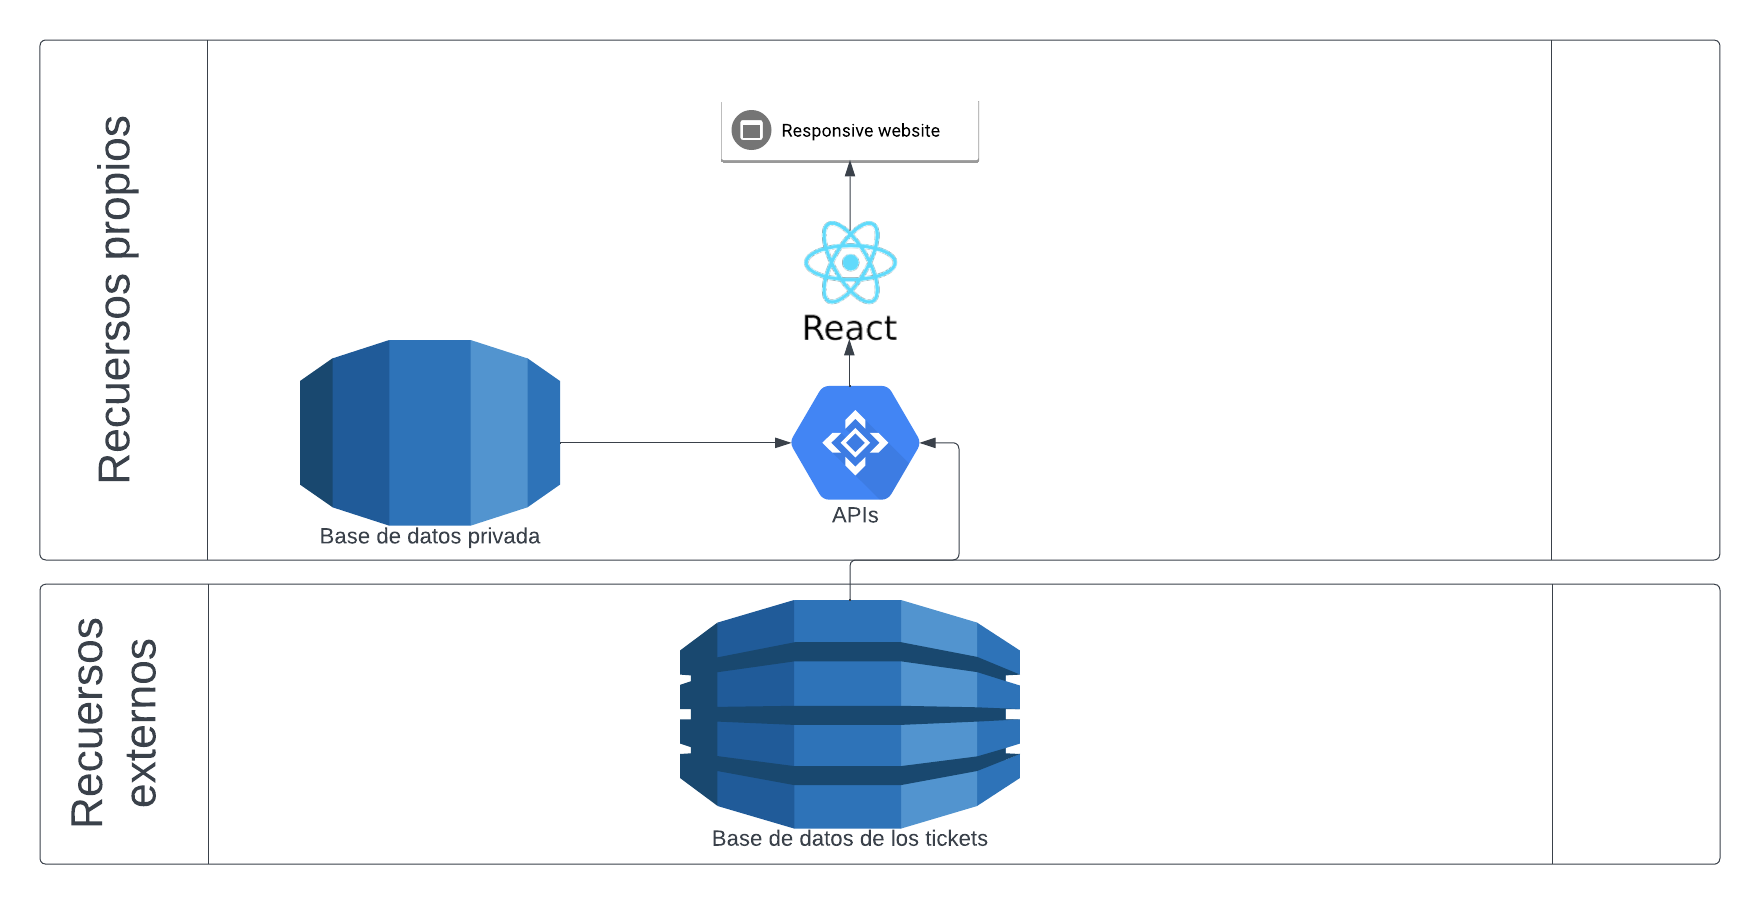 Recuersos propios
Responsive website
React
Base de datos privada
APIs
Recuersos
externos
Base de datos de los tickets